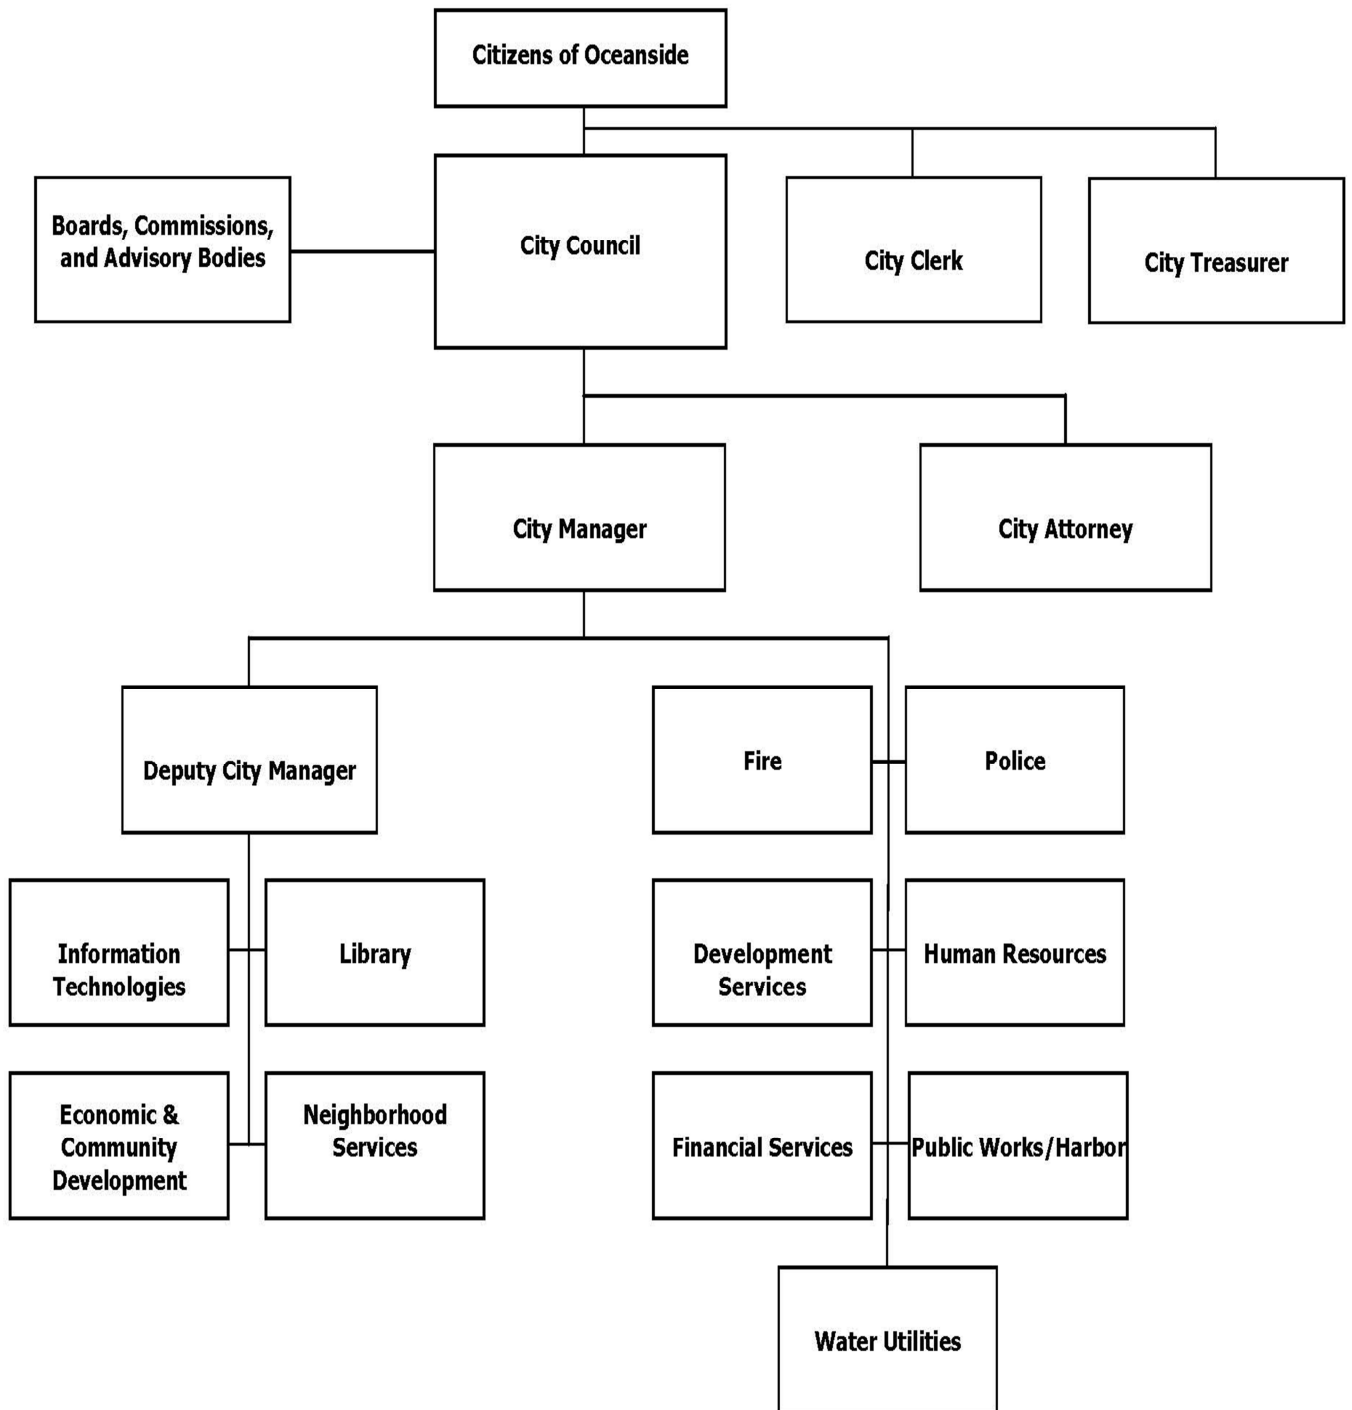 Citizens of Oceanside
Boards, Commissions,
and Advisory Bodies
City Council
City Clerk
City Treasurer
City Manager
City Attorney
Deputy City Manager
Fire
Police
Information
Technologies
Library
Development
Services
Human Resources
Economic &
Community
Development
Neighborhood
Services
Financial Services
Public Works/Harbor
Water Utilities